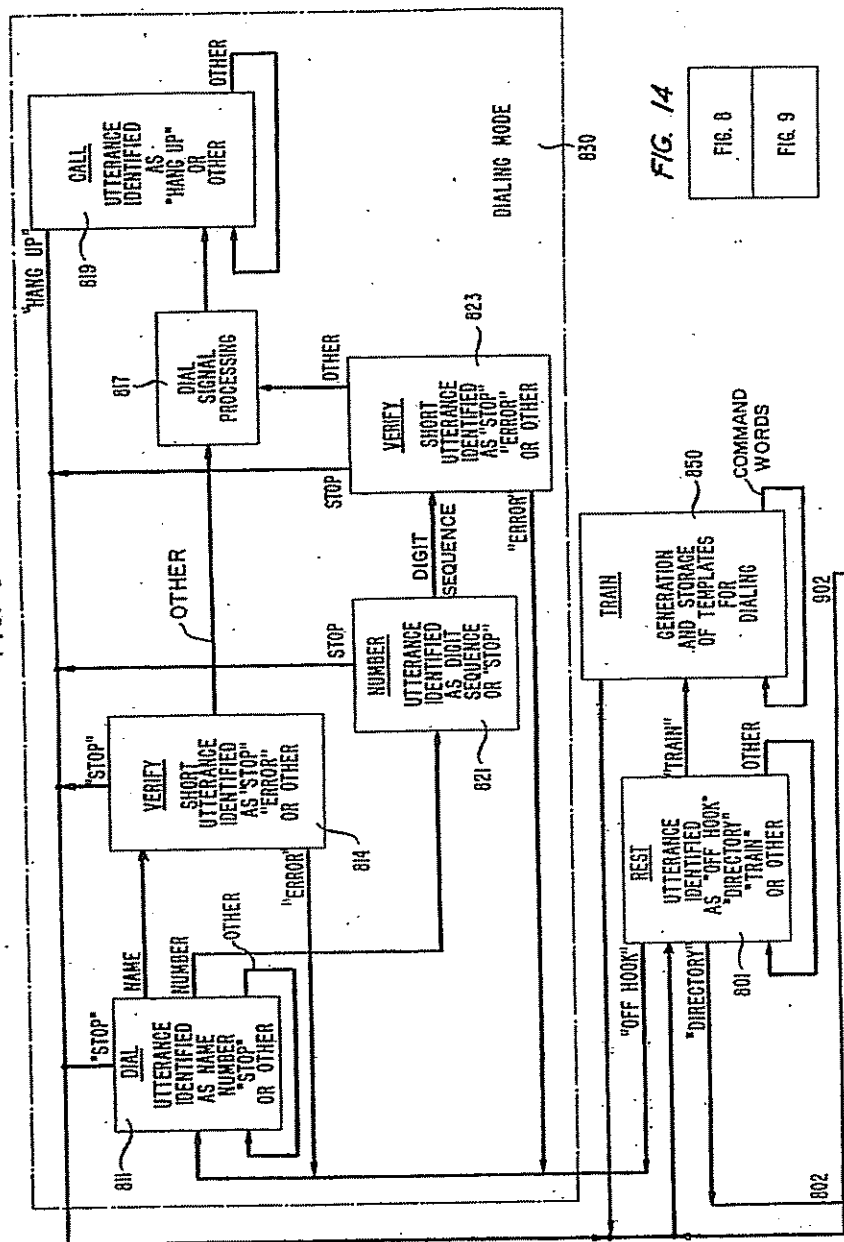 "HANG UP"
CALL
UTTERANCE
IDENTIFIED
AS
"HANG UP"
OR
OTHER
819
OTHER
DIAL
SIGNAL
PROCESSING
817
OTHER
"STOP"
VERIFY
SHORT
UTTERANCE
IDENTIFIED
AS "STOP"
"ERROR"
OR OTHER
814
"ERROR"
NAME
NUMBER
OTHER
"STOP"
DIAL
UTTERANCE
IDENTIFIED
AS NAME
NUMBER
"STOP"
OR OTHER
811
STOP
NUMBER
UTTERANCE
IDENTIFIED
AS DIGIT
SEQUENCE
OR "STOP"
821
DIGIT
SEQUENCE
STOP
OTHER
VERIFY
SHORT
UTTERANCE
IDENTIFIED
AS "STOP"
"ERROR"
OR OTHER
823
"ERROR"
DIALING MODE
830
"OFF HOOK"
"DIRECTORY"
REST
UTTERANCE
IDENTIFIED
AS
"OFF HOOK"
"DIRECTORY"
"TRAIN"
OR OTHER
801
"TRAIN"
OTHER
TRAIN
GENERATION
AND STORAGE
OF TEMPLATES
FOR
DIALING
850
COMMAND
WORDS
802
902
FIG. 14
FIG. 8
FIG. 9